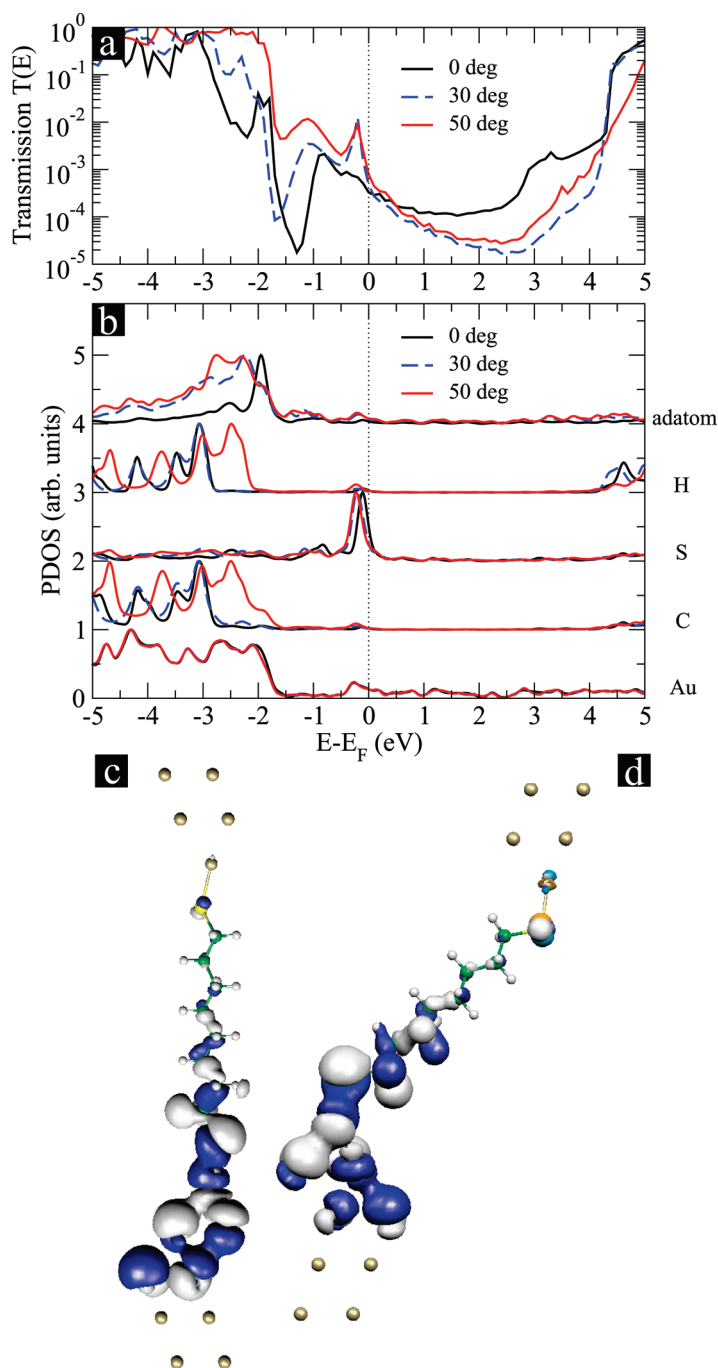 a
Transmission T(E)
10^0
10^-1
10^-2
10^-3
10^-4
10^-5
0 deg
30 deg
50 deg
-5 -4 -3 -2 -1 0 1 2 3 4 5
b
PDOS (arb. units)
5
4
3
2
1
0
0 deg
30 deg
50 deg
adatom
H
S
C
Au
-5 -4 -3 -2 -1 0 1 2 3 4 5
E-E_F (eV)
c
d